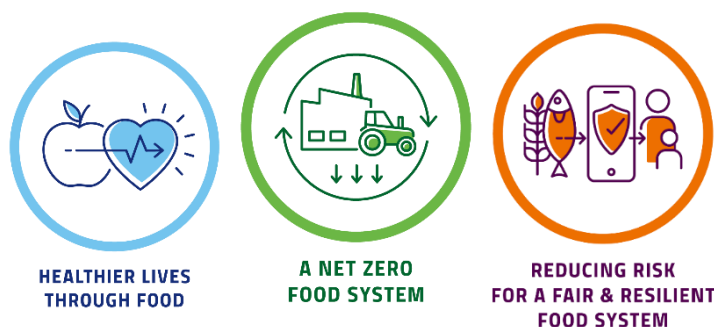 HEALTHIER LIVES
THROUGH FOOD
A NET ZERO
FOOD SYSTEM
REDUCING RISK
FOR A FAIR & RESILIENT
FOOD SYSTEM